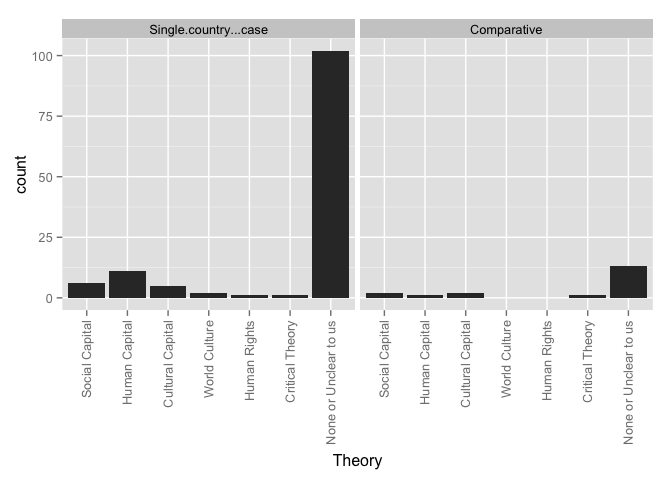 Single.country...case
Comparative
count
100
75
50
25
0
Social Capital
Human Capital
Cultural Capital
World Culture
Human Rights
Critical Theory
None or Unclear to us
Social Capital
Human Capital
Cultural Capital
World Culture
Human Rights
Critical Theory
None or Unclear to us
Theory